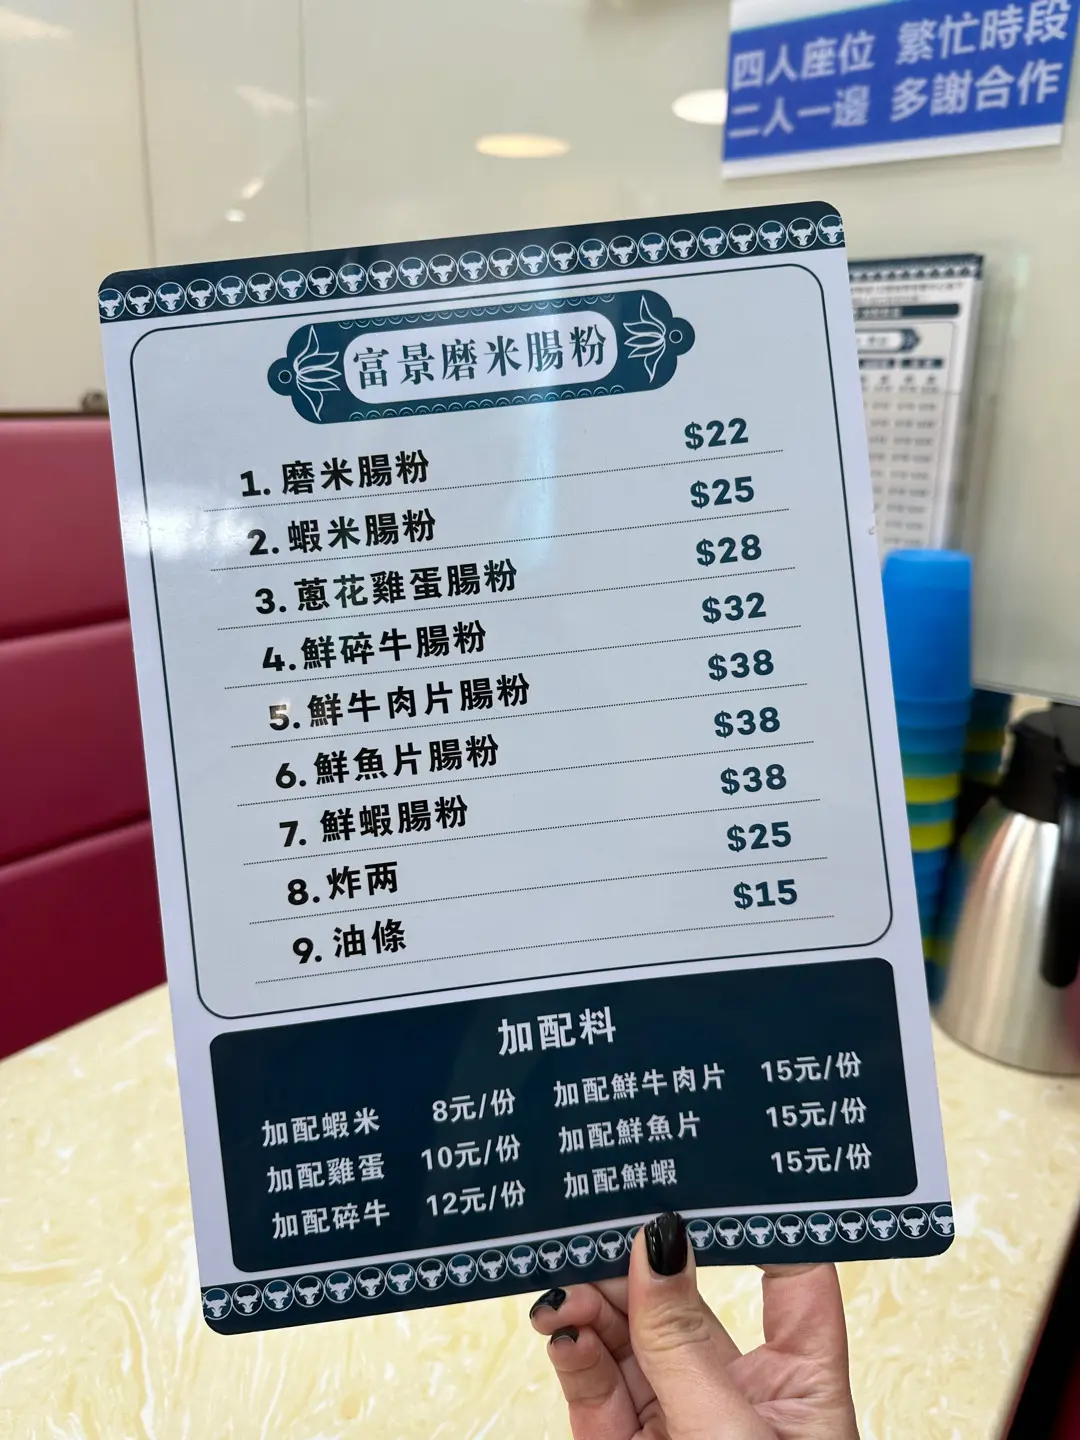 四人座位 繁忙時段
二人一邊 多謝合作
富景磨米腸粉
1. 磨米腸粉 $22
2. 蝦米腸粉 $25
3. 蔥花雞蛋腸粉 $28
4. 鮮碎牛腸粉 $32
5. 鮮牛肉片腸粉 $38
6. 鮮魚片腸粉 $38
7. 鮮蝦腸粉 $38
8. 炸两 $25
9. 油條 $15
加配料
加配蝦米 8元/份 加配鮮牛肉片 15元/份
加配雞蛋 10元/份 加配鮮魚片 15元/份
加配碎牛 12元/份 加配鮮蝦 15元/份